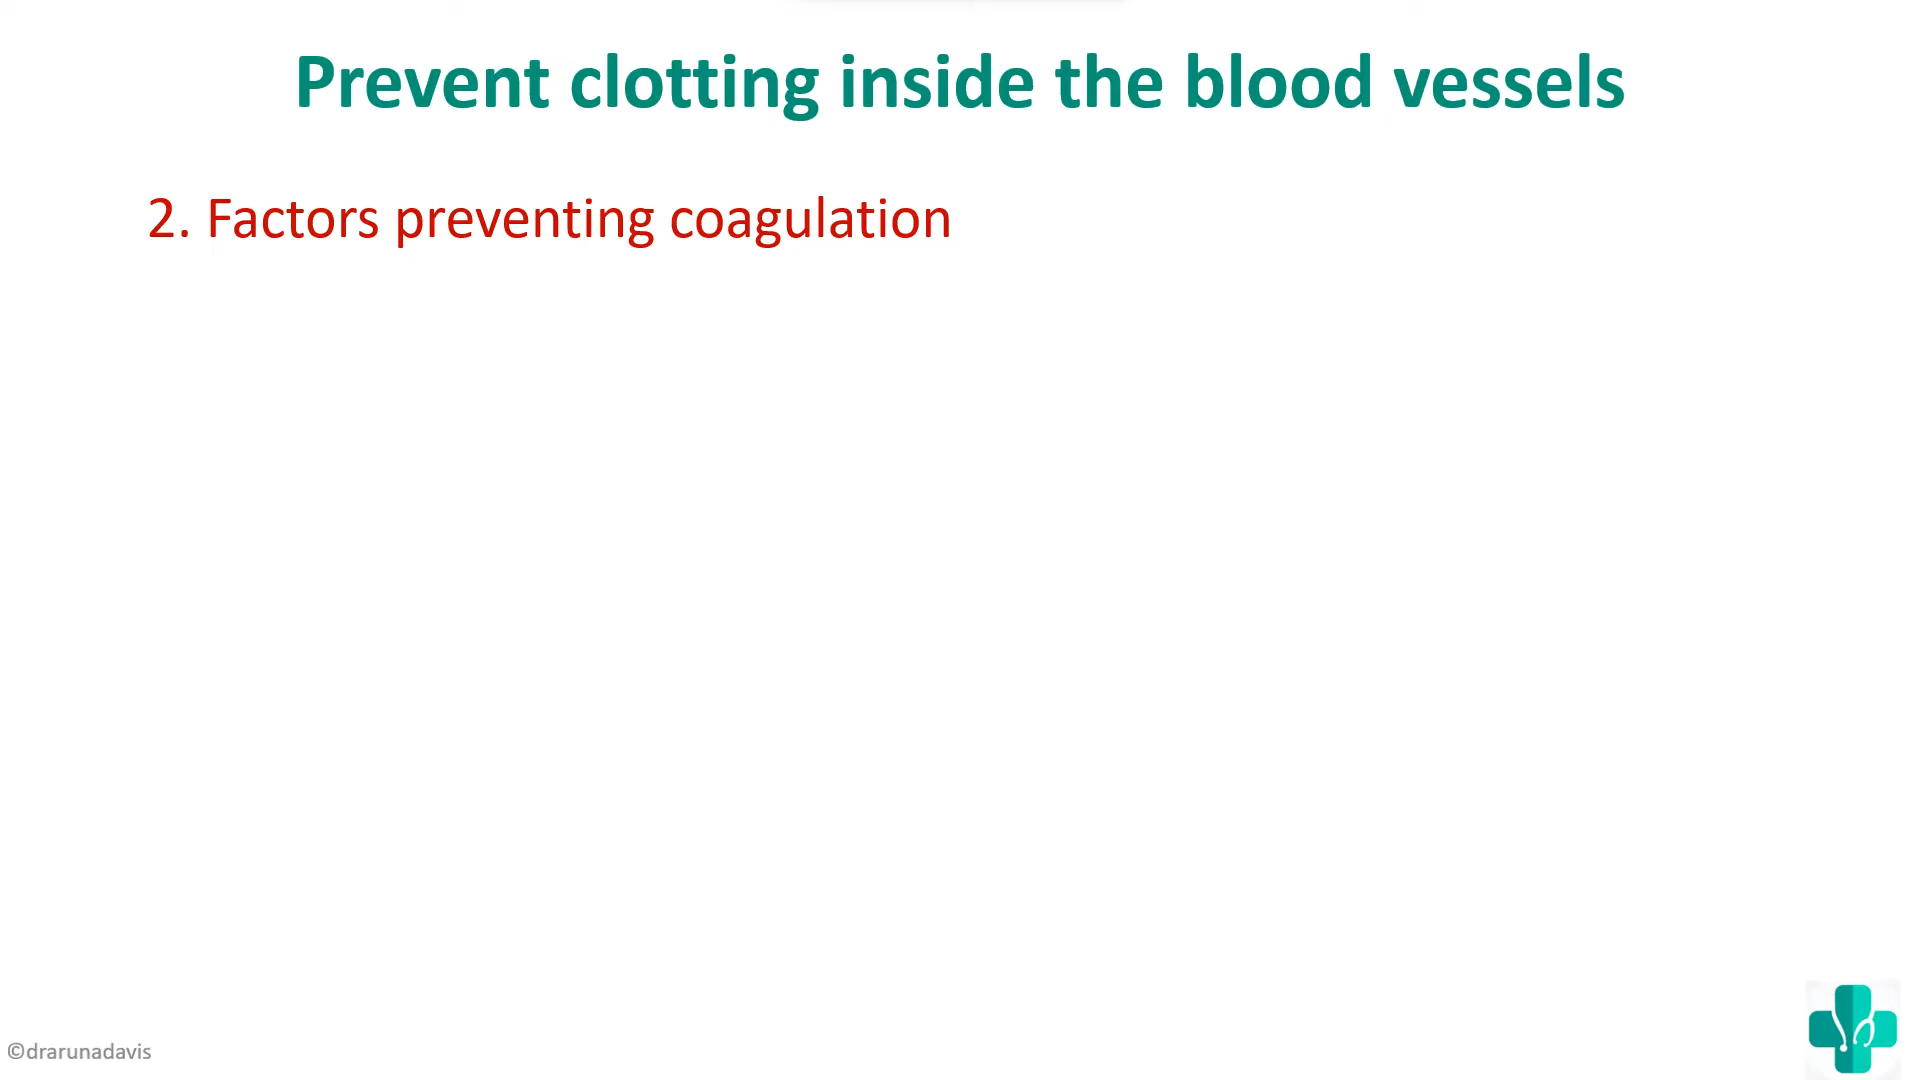 Prevent clotting inside the blood vessels
2. Factors preventing coagulation
©drarunadavis